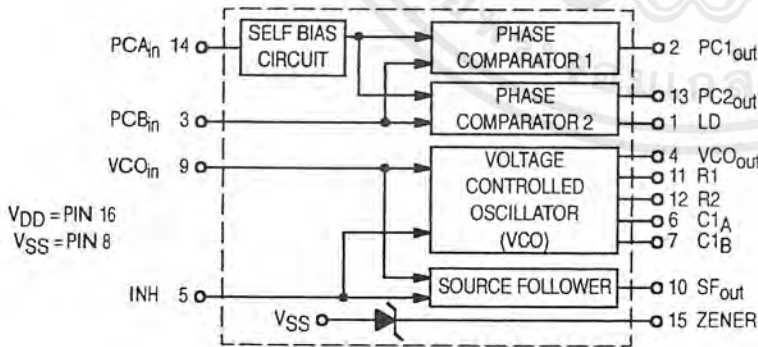 PCAin 14
SELF BIAS
CIRCUIT
PHASE
COMPARATOR 1
2 PC1out
PCBin 3
PHASE
COMPARATOR 2
13 PC2out
1 LD
VCOin 9
VOLTAGE
CONTROLLED
OSCILLATOR
(VCO)
4 VCOout
11 R1
12 R2
6 C1A
7 C1B
VDD = PIN 16
VSS = PIN 8
INH 5
SOURCE FOLLOWER
10 SFout
VSS
15 ZENER